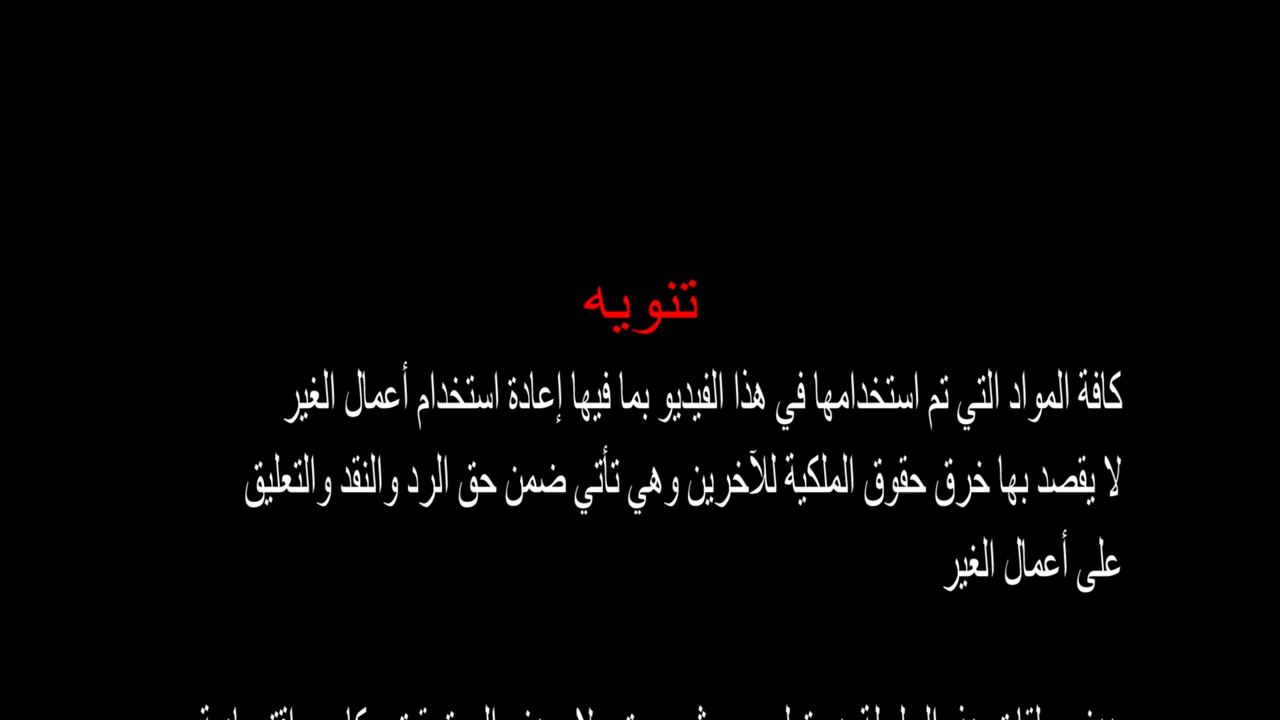 تنويه
كافة المواد التي تم استخدامها في هذا الفيديو بما فيها إعادة استخدام أعمال الغير
لا يقصد بها خرق حقوق الملكية للآخرين وهي تأتي ضمن حق الرد والنقد والتعليق
على أعمال الغير